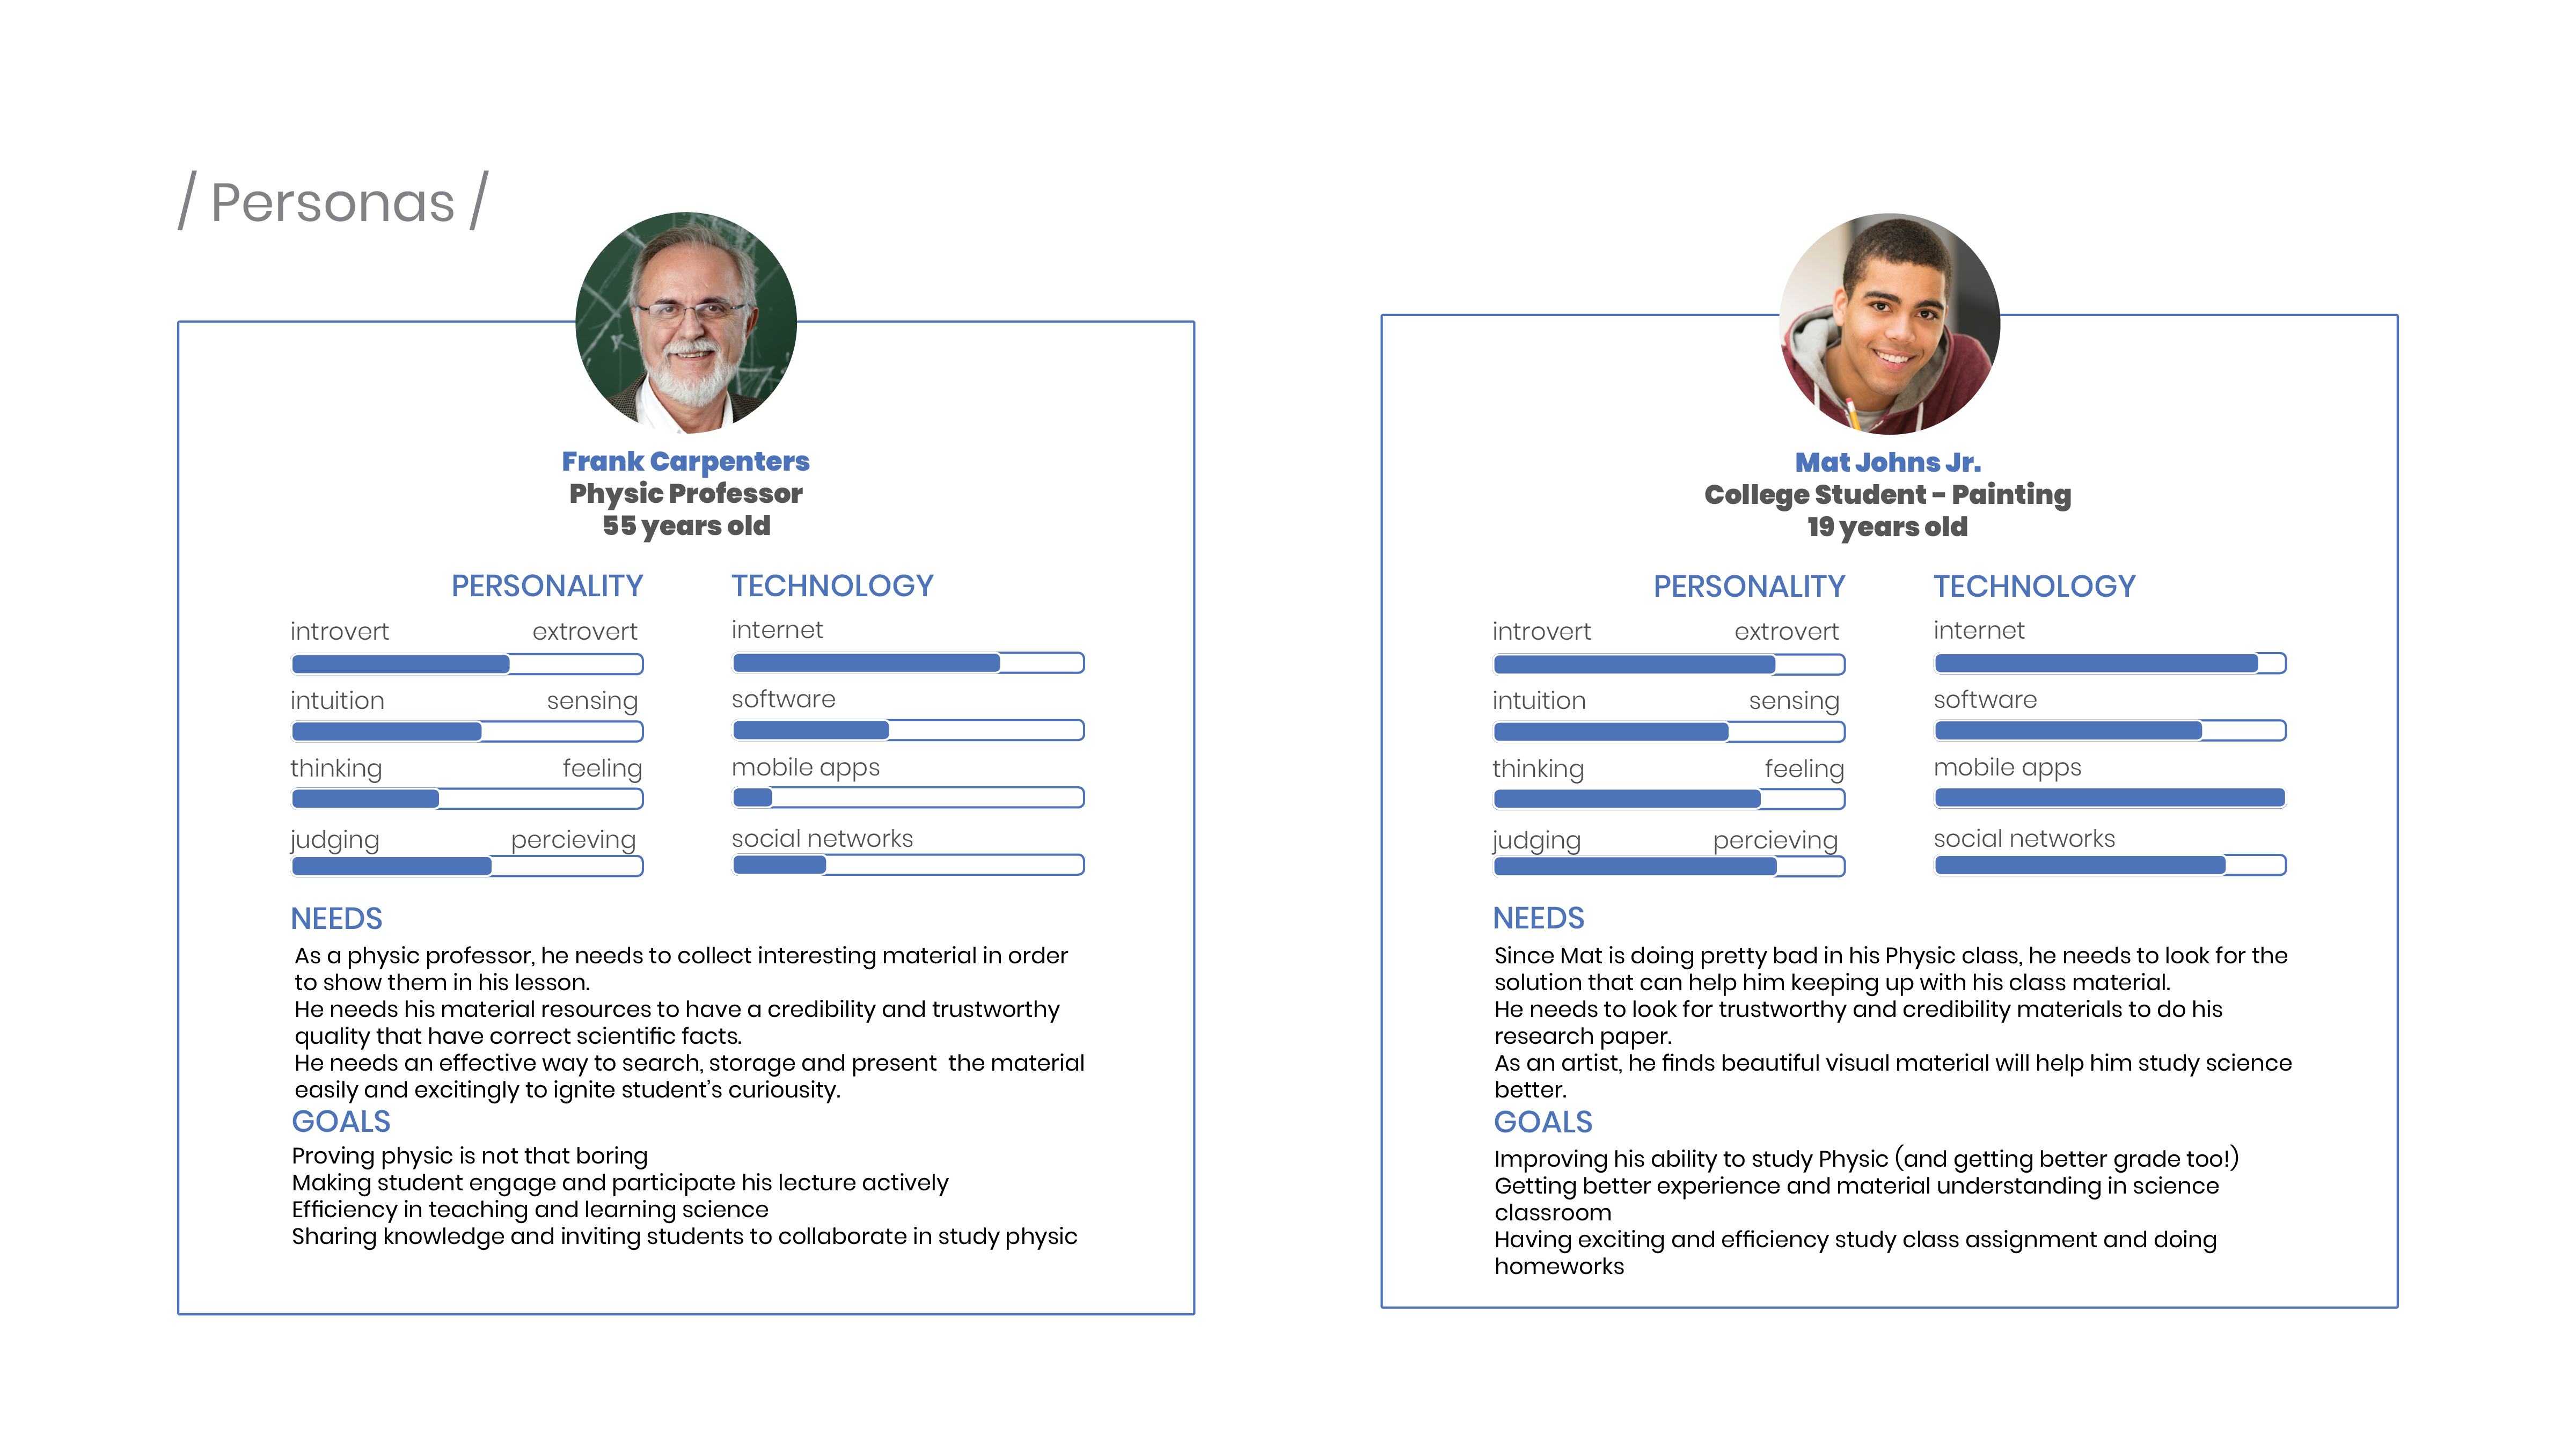 / Personas /
Frank Carpenters
Physic Professor
55 years old
PERSONALITY
introvert extrovert
intuition sensing
thinking feeling
judging percieving
TECHNOLOGY
internet
software
mobile apps
social networks
NEEDS
As a physic professor, he needs to collect interesting material in order
to show them in his lesson.
He needs his material resources to have a credibility and trustworthy
quality that have correct scientific facts.
He needs an effective way to search, storage and present  the material
easily and excitingly to ignite student’s curiousity.
GOALS
Proving physic is not that boring
Making student engage and participate his lecture actively
Efficiency in teaching and learning science
Sharing knowledge and inviting students to collaborate in study physic
Mat Johns Jr.
College Student - Painting
19 years old
PERSONALITY
introvert extrovert
intuition sensing
thinking feeling
judging percieving
TECHNOLOGY
internet
software
mobile apps
social networks
NEEDS
Since Mat is doing pretty bad in his Physic class, he needs to look for the
solution that can help him keeping up with his class material.
He needs to look for trustworthy and credibility materials to do his
research paper.
As an artist, he finds beautiful visual material will help him study science
better.
GOALS
Improving his ability to study Physic (and getting better grade too!)
Getting better experience and material understanding in science
classroom
Having exciting and efficiency study class assignment and doing
homeworks